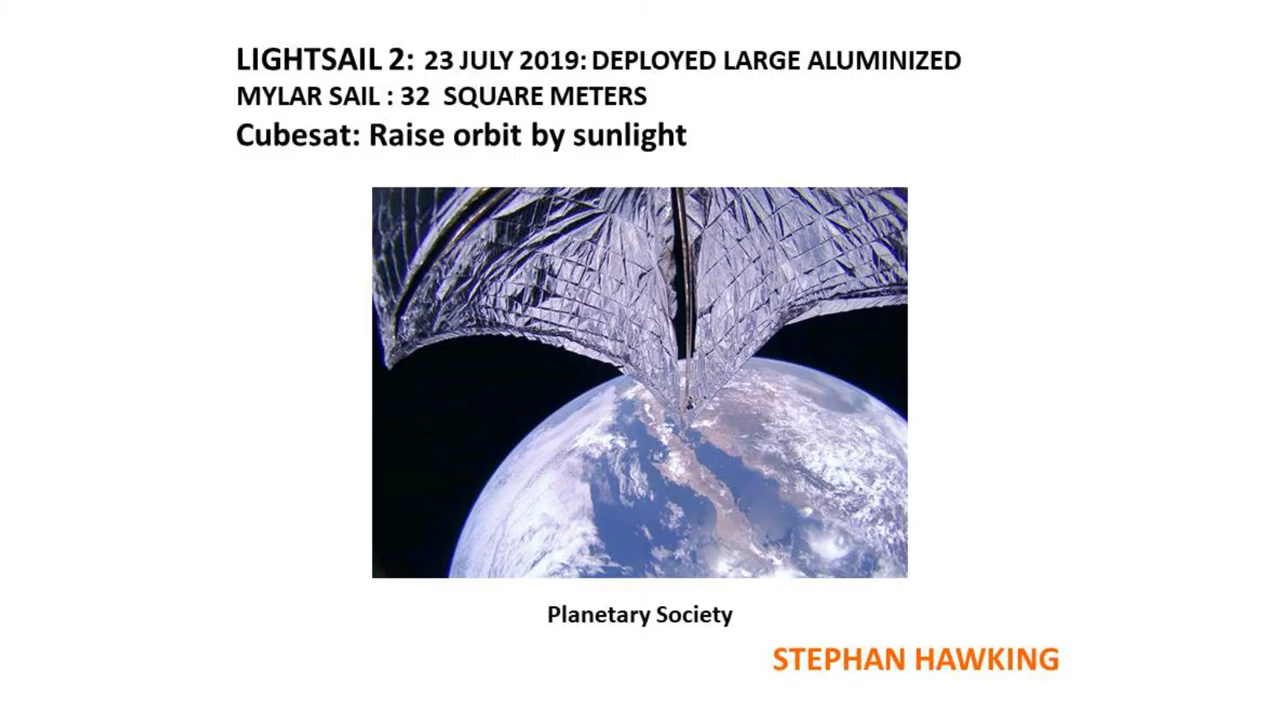 LIGHTSAIL 2: 23 JULY 2019: DEPLOYED LARGE ALUMINIZED
MYLAR SAIL : 32 SQUARE METERS
Cubesat: Raise orbit by sunlight
Planetary Society
STEPHAN HAWKING